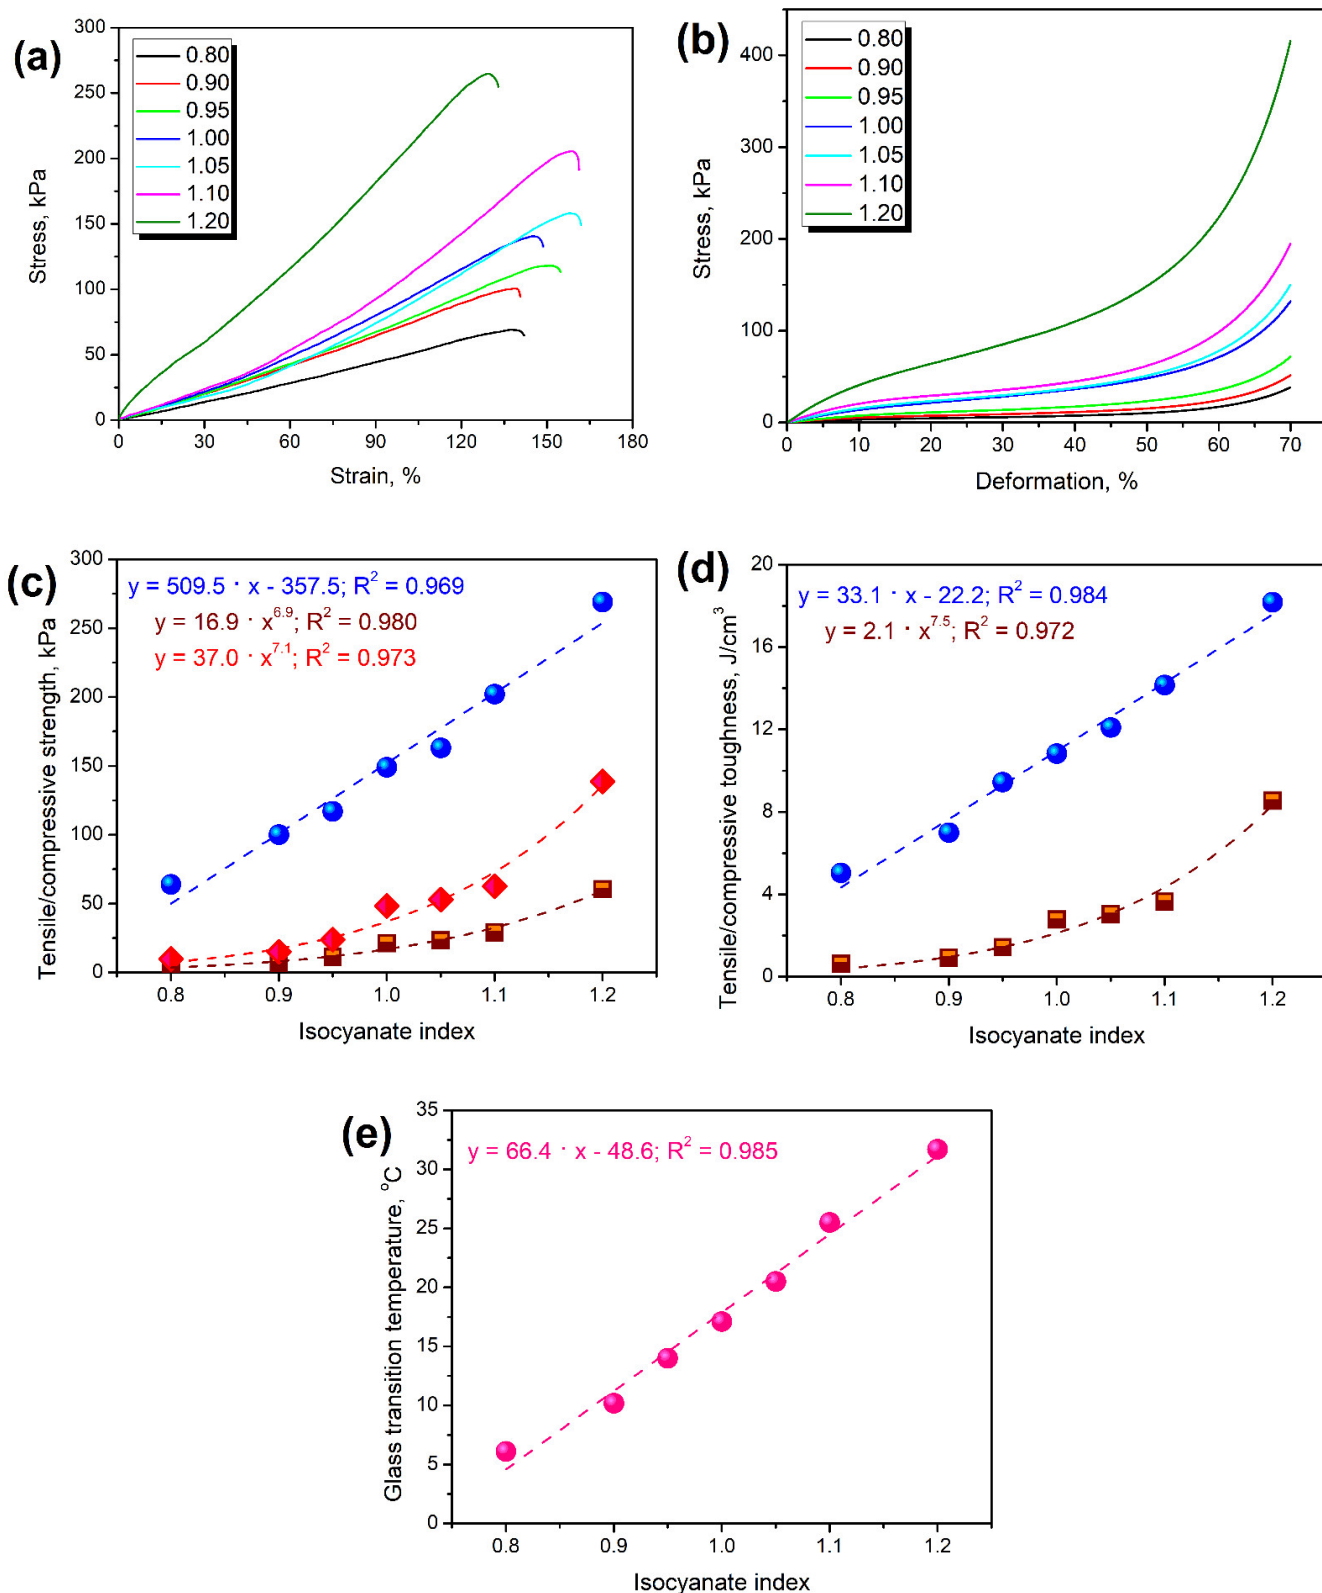 (a)
300
250
200
150
100
50
0
0 30 60 90 120 150 180
Stress, kPa
Strain, %
0.80
0.90
0.95
1.00
1.05
1.10
1.20
(b)
400
300
200
100
0
0 10 20 30 40 50 60 70
Stress, kPa
Deformation, %
0.80
0.90
0.95
1.00
1.05
1.10
1.20
(c)
y = 509.5 · x - 357.5; R² = 0.969
y = 16.9 · x^6.9; R² = 0.980
y = 37.0 · x^7.1; R² = 0.973
300
250
200
150
100
50
0
0.8 0.9 1.0 1.1 1.2
Tensile/compressive strength, kPa
Isocyanate index
(d)
y = 33.1 · x - 22.2; R² = 0.984
y = 2.1 · x^7.5; R² = 0.972
20
16
12
8
4
0
0.8 0.9 1.0 1.1 1.2
Tensile/compressive toughness, J/cm³
Isocyanate index
(e)
y = 66.4 · x - 48.6; R² = 0.985
35
30
25
20
15
10
5
0
0.8 0.9 1.0 1.1 1.2
Glass transition temperature, °C
Isocyanate index